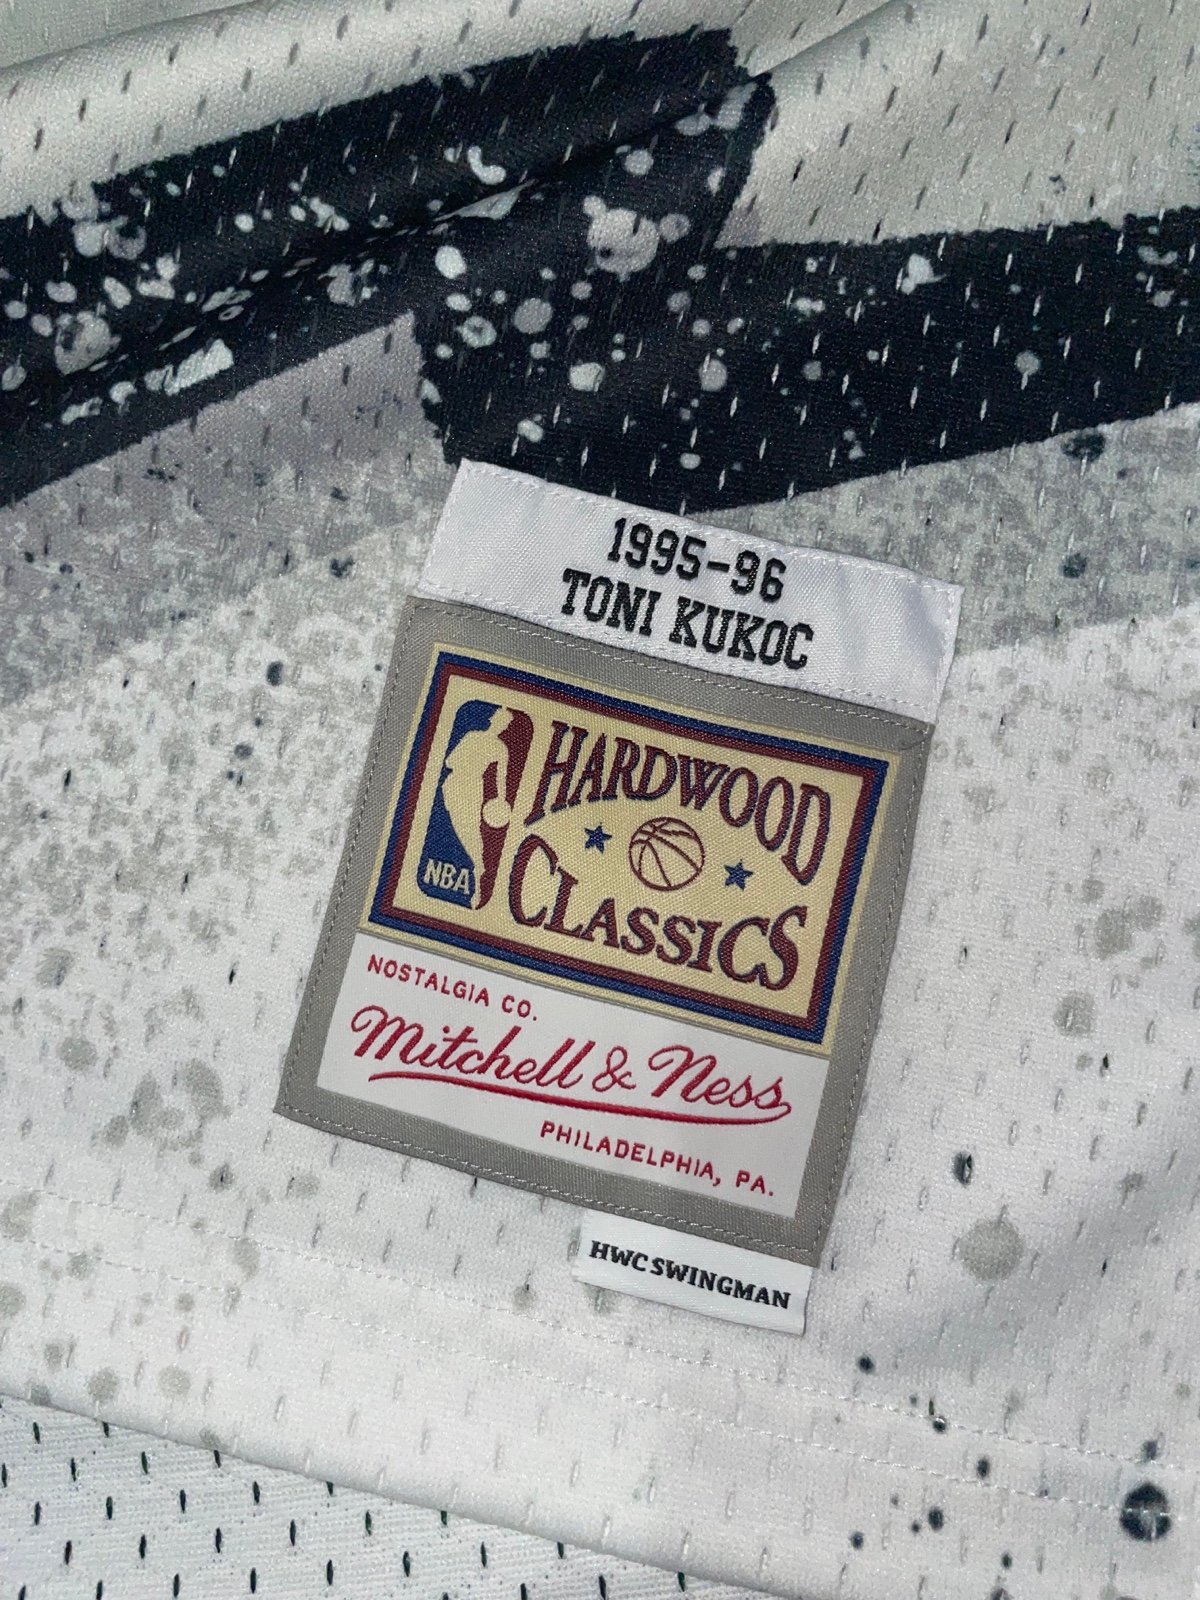 1995-96
TONI KUKOC
HARDWOOD
CLASSICS
NBA
NOSTALGIA CO.
Mitchell & Ness
PHILADELPHIA, PA.
HWC SWINGMAN